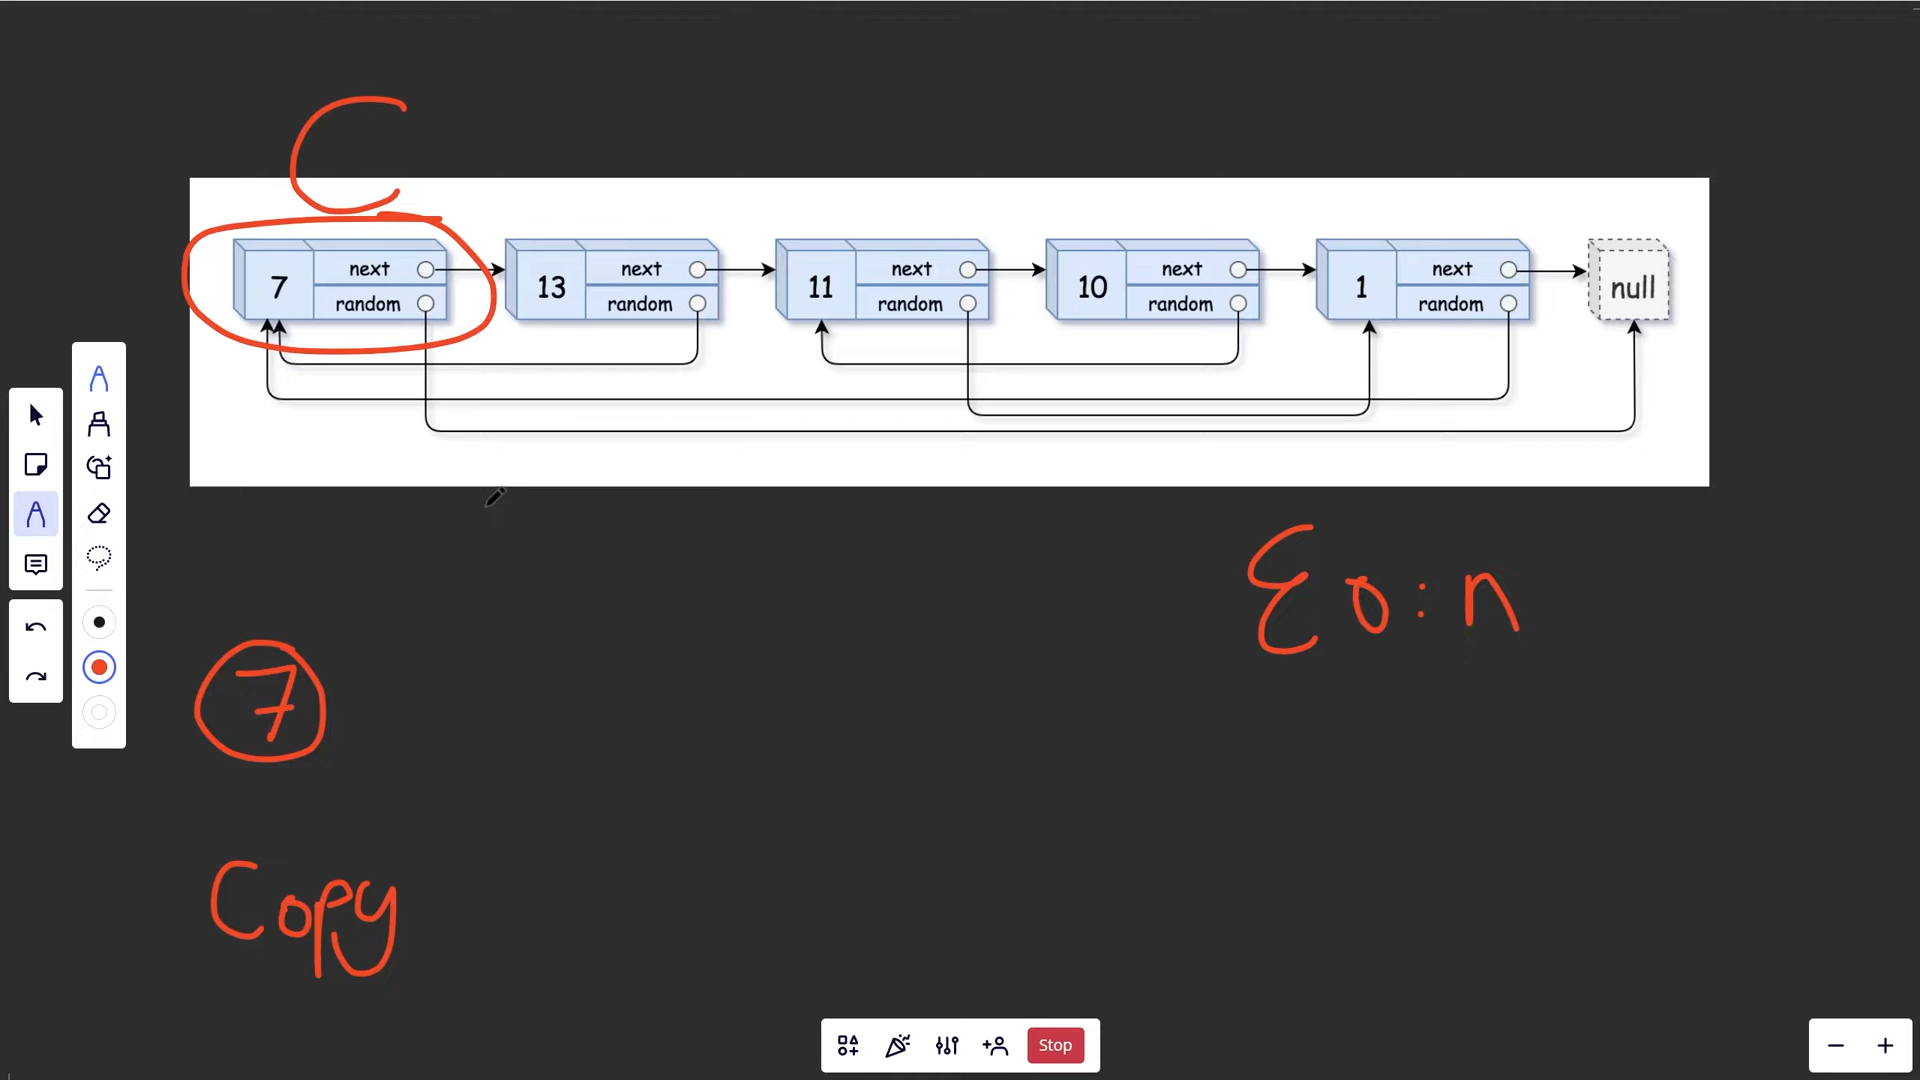 C
7 next random 13 next random 11 next random 10 next random 1 next random null
{ o : n
7
Copy
Stop